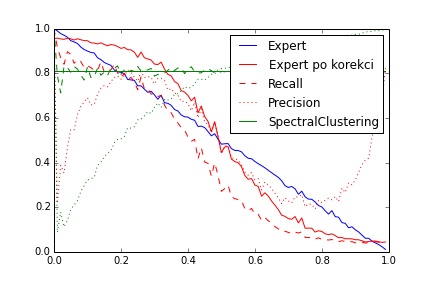 1.0
0.8
0.6
0.4
0.2
0.0
0.0 0.2 0.4 0.6 0.8 1.0
Expert
Expert po korekci
Recall
Precision
SpectralClustering